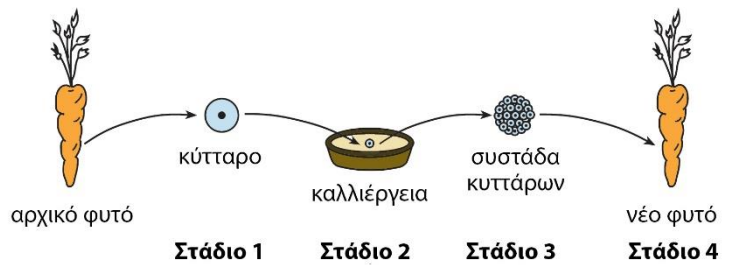 κύτταρο
συστάδα
κυττάρων
καλλιέργεια
αρχικό φυτό
νέο φυτό
Στάδιο 1 Στάδιο 2 Στάδιο 3 Στάδιο 4